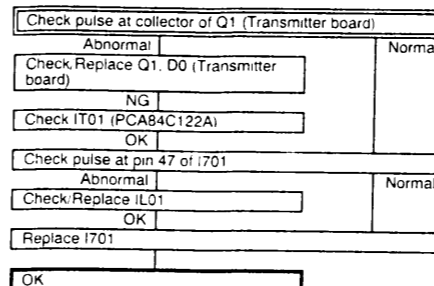 Check pulse at collector of Q1 (Transmitter board)
Abnormal
Normal
Check, Replace Q1, D0 (Transmitter
board)
NG
Check IT01 (PCA84C122A)
OK
Check pulse at pin 47 of I701
Abnormal
Normal
Check/Replace IL01
OK
Replace I701
OK